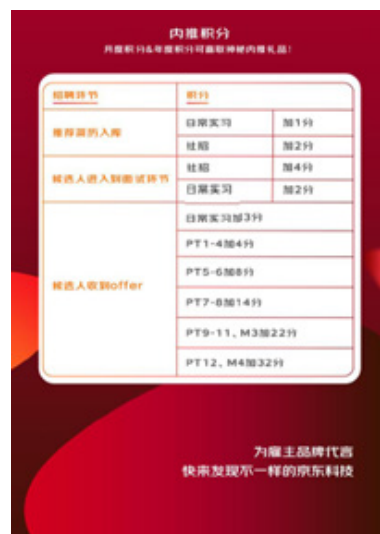 内推积分
月度积分&年度积分可赢取神秘内推礼品!
招聘环节 积分
推荐简历入库
日常实习 加1分
社招 加2分
候选人进入到面试环节
社招 加4分
日常实习 加2分
候选人收到offer
日常实习加3分
PT1-4加4分
PT5-6加8分
PT7-8加14分
PT9-11、M3加22分
PT12、M4加32分
为雇主品牌代言
快来发现不一样的京东科技